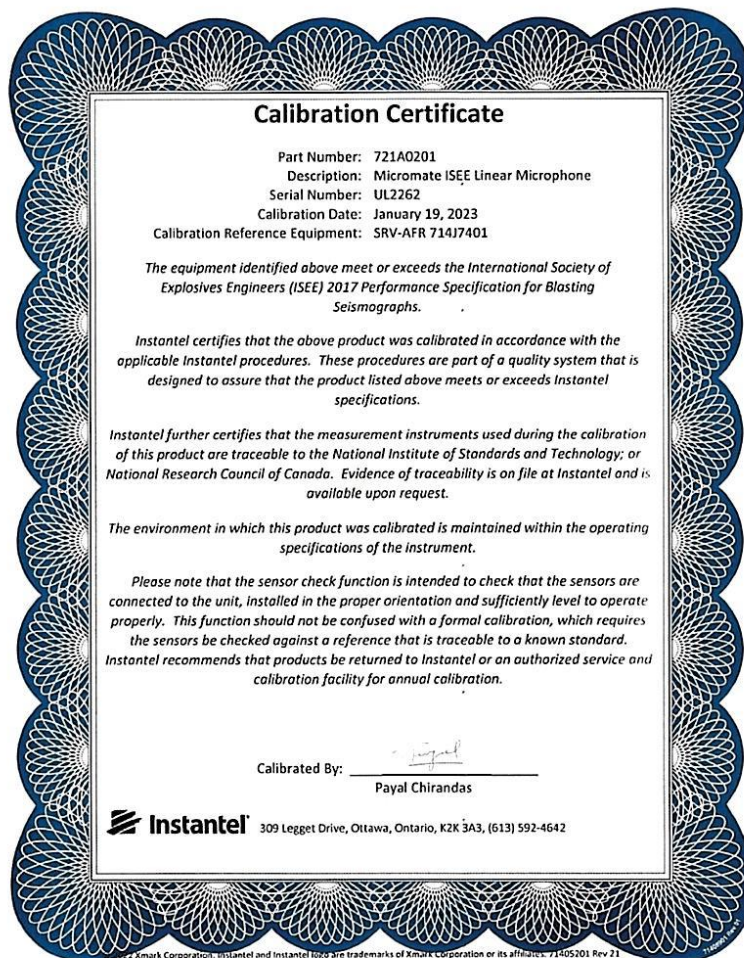 Calibration Certificate
Part Number: 721A0201
Description: Micromate ISEE Linear Microphone
Serial Number: UL2262
Calibration Date: January 19, 2023
Calibration Reference Equipment: SRV-AFR 714J7401
The equipment identified above meet or exceeds the International Society of
Explosives Engineers (ISEE) 2017 Performance Specification for Blasting
Seismographs.
Instantel certifies that the above product was calibrated in accordance with the
applicable Instantel procedures. These procedures are part of a quality system that is
designed to assure that the product listed above meets or exceeds Instantel
specifications.
Instantel further certifies that the measurement instruments used during the calibration
of this product are traceable to the National Institute of Standards and Technology; or
National Research Council of Canada. Evidence of traceability is on file at Instantel and is
available upon request.
The environment in which this product was calibrated is maintained within the operating
specifications of the instrument.
Please note that the sensor check function is intended to check that the sensors are
connected to the unit, installed in the proper orientation and sufficiently level to operate
properly. This function should not be confused with a formal calibration, which requires
the sensors be checked against a reference that is traceable to a known standard.
Instantel recommends that products be returned to Instantel or an authorized service and
calibration facility for annual calibration.
Calibrated By: Payal
Payal Chirandas
Instantel 309 Legget Drive, Ottawa, Ontario, K2K 3A3, (613) 592-4642
Xmark Corporation. Instantel and Instantel logo are trademarks of Xmark Corporation or its affiliates. 71405201 Rev 21